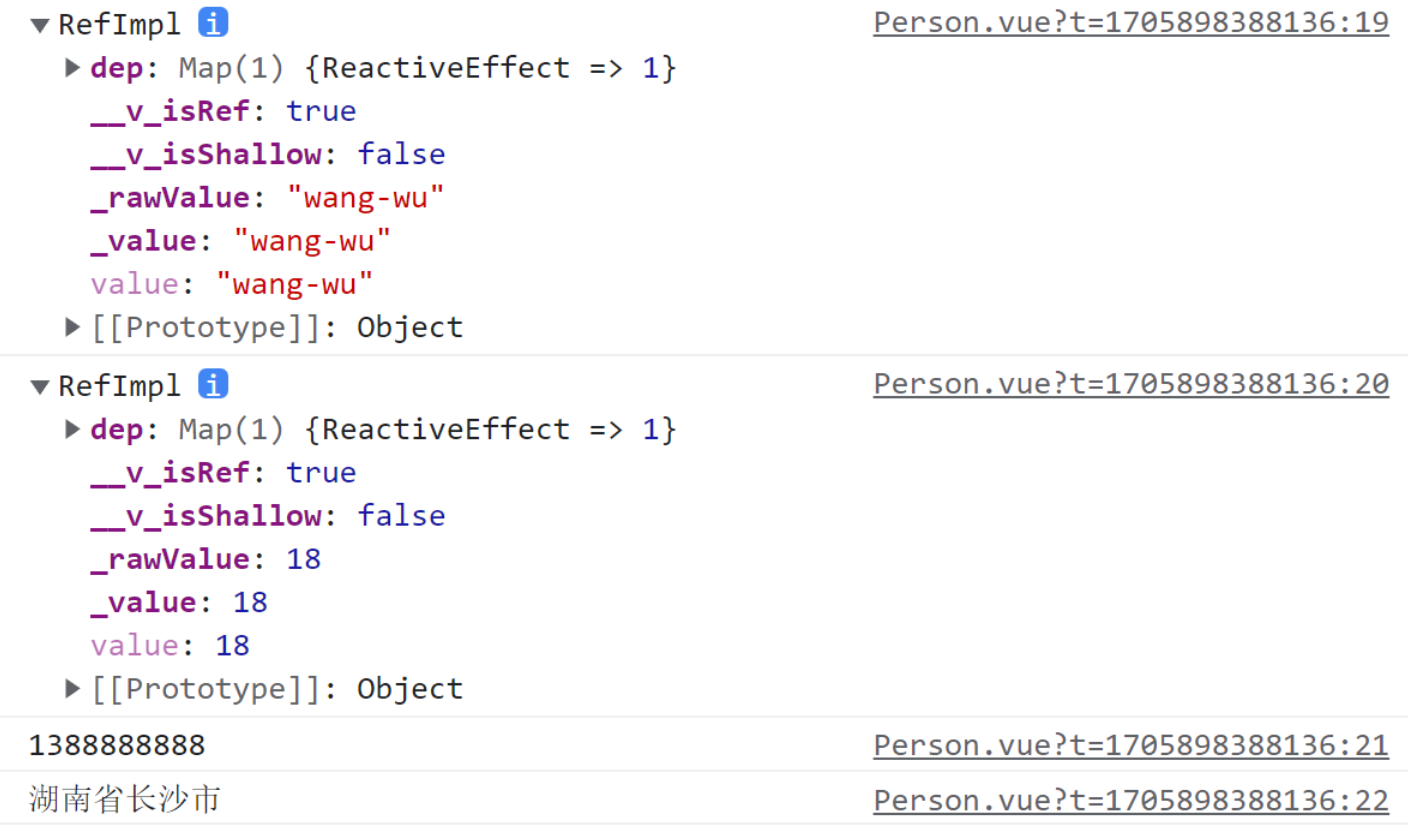 ▼RefImpl i Person.vue?t=1705898388136:19
▶dep: Map(1) {ReactiveEffect => 1}
__v_isRef: true
__v_isShallow: false
_rawValue: "wang-wu"
_value: "wang-wu"
value: "wang-wu"
▶[[Prototype]]: Object
▼RefImpl i Person.vue?t=1705898388136:20
▶dep: Map(1) {ReactiveEffect => 1}
__v_isRef: true
__v_isShallow: false
_rawValue: 18
_value: 18
value: 18
▶[[Prototype]]: Object
1388888888 Person.vue?t=1705898388136:21
湖南省长沙市 Person.vue?t=1705898388136:22